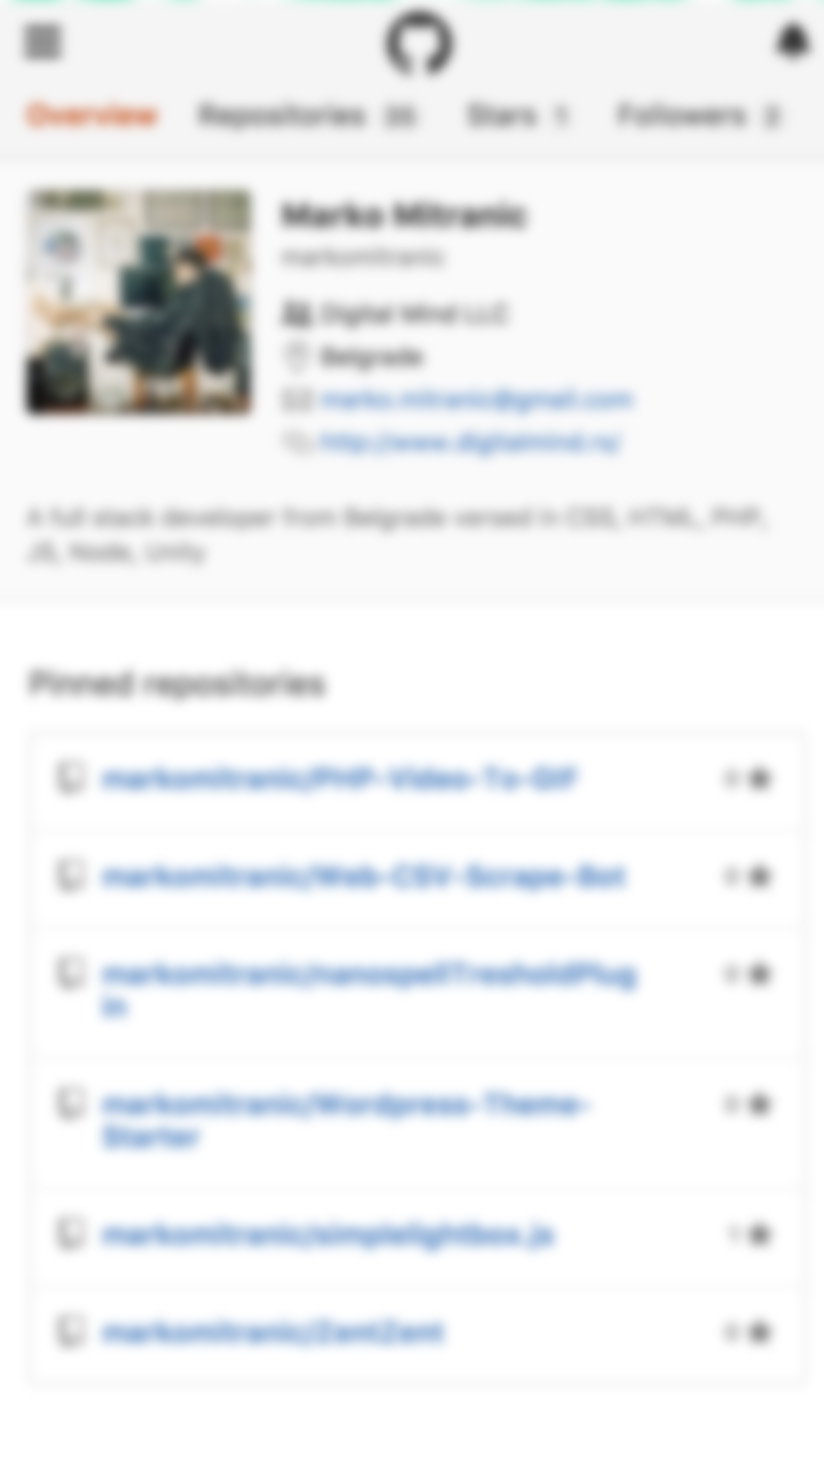 Overview Repositories 35 Stars 1 Followers 2
Marko Mitranic
markomitranic
Digital Mind LLC
Belgrade
marko.mitranic@gmail.com
http://www.digitalmind.rs/
A full stack developer from Belgrade versed in CSS, HTML, PHP,
JS, Node, Unity
Pinned repositories
markomitranic/PHP-Video-To-GIF 0
markomitranic/Web-CSV-Scrape-Bot 0
markomitranic/nanospellTresholdPlug 0
in
markomitranic/Wordpress-Theme- 0
Starter
markomitranic/simplelightbox.js 1
markomitranic/ZentZent 0